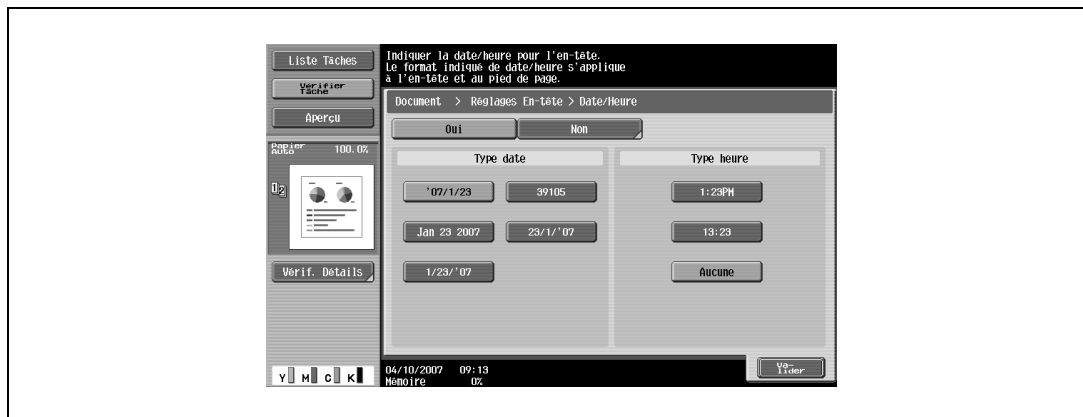 Liste Tâches
Vérifier
Tâche
Aperçu
Papier
Auto 100.0%
12
Vérif. Détails
Y M C K
Indiquer la date/heure pour l'en-tête.
Le format indiqué de date/heure s'applique
à l'en-tête et au pied de page.
Document > Réglages En-tête > Date/Heure
Oui Non
Type date Type heure
'07/1/23 39105 1:23PM
Jan 23 2007 23/1/'07 13:23
1/23/'07 Aucune
04/10/2007 09:13
Mémoire 0%
Va-
lider